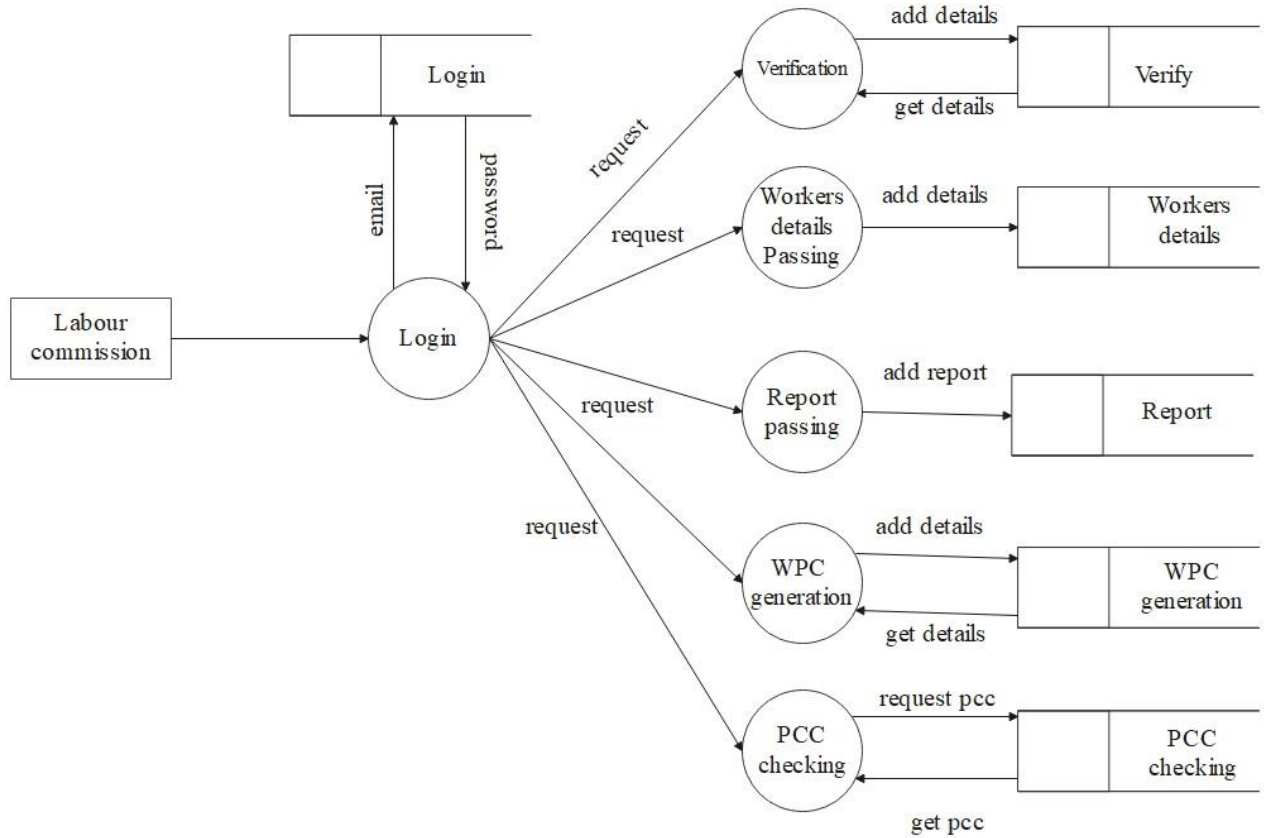 add details
Login
Verification
Verify
get details
request
email
password
Workers
details
Passing
add details
Workers
details
request
Labour
commission
Login
add report
Report
passing
Report
request
request
add details
WPC
generation
WPC
generation
get details
request pcc
PCC
checking
PCC
checking
get pcc